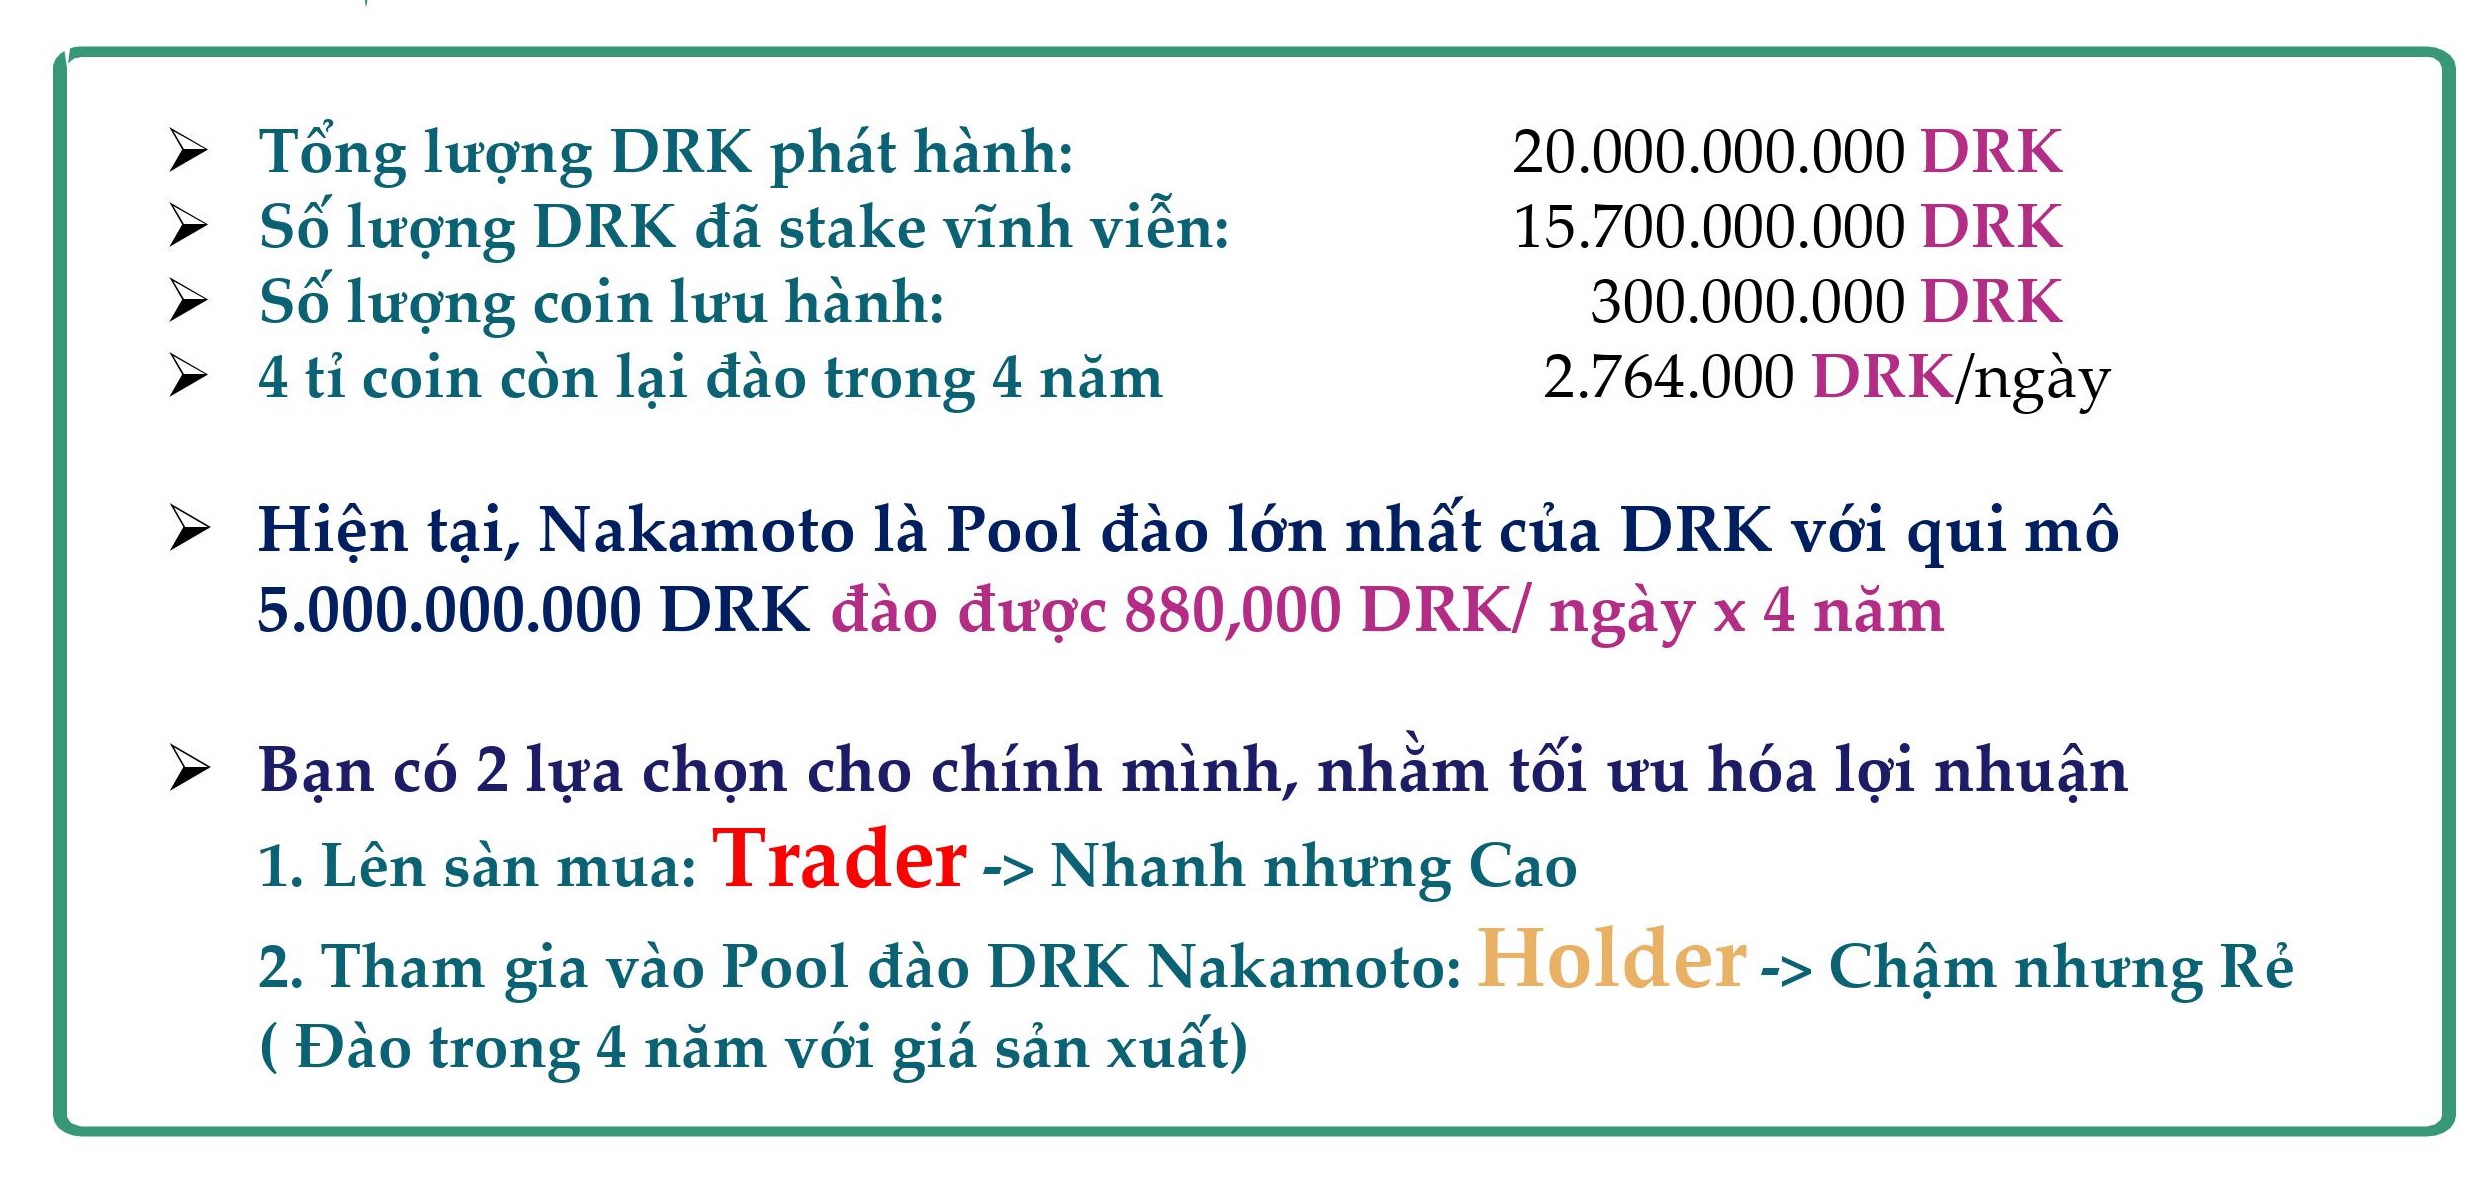 ➢ Tổng lượng DRK phát hành: 20.000.000.000 DRK
➢ Số lượng DRK đã stake vĩnh viễn: 15.700.000.000 DRK
➢ Số lượng coin lưu hành: 300.000.000 DRK
➢ 4 tỉ coin còn lại đào trong 4 năm 2.764.000 DRK/ngày
➢ Hiện tại, Nakamoto là Pool đào lớn nhất của DRK với qui mô
5.000.000.000 DRK đào được 880,000 DRK/ ngày x 4 năm
➢ Bạn có 2 lựa chọn cho chính mình, nhằm tối ưu hóa lợi nhuận
1. Lên sàn mua: Trader -> Nhanh nhưng Cao
2. Tham gia vào Pool đào DRK Nakamoto: Holder -> Chậm nhưng Rẻ
( Đào trong 4 năm với giá sản xuất)